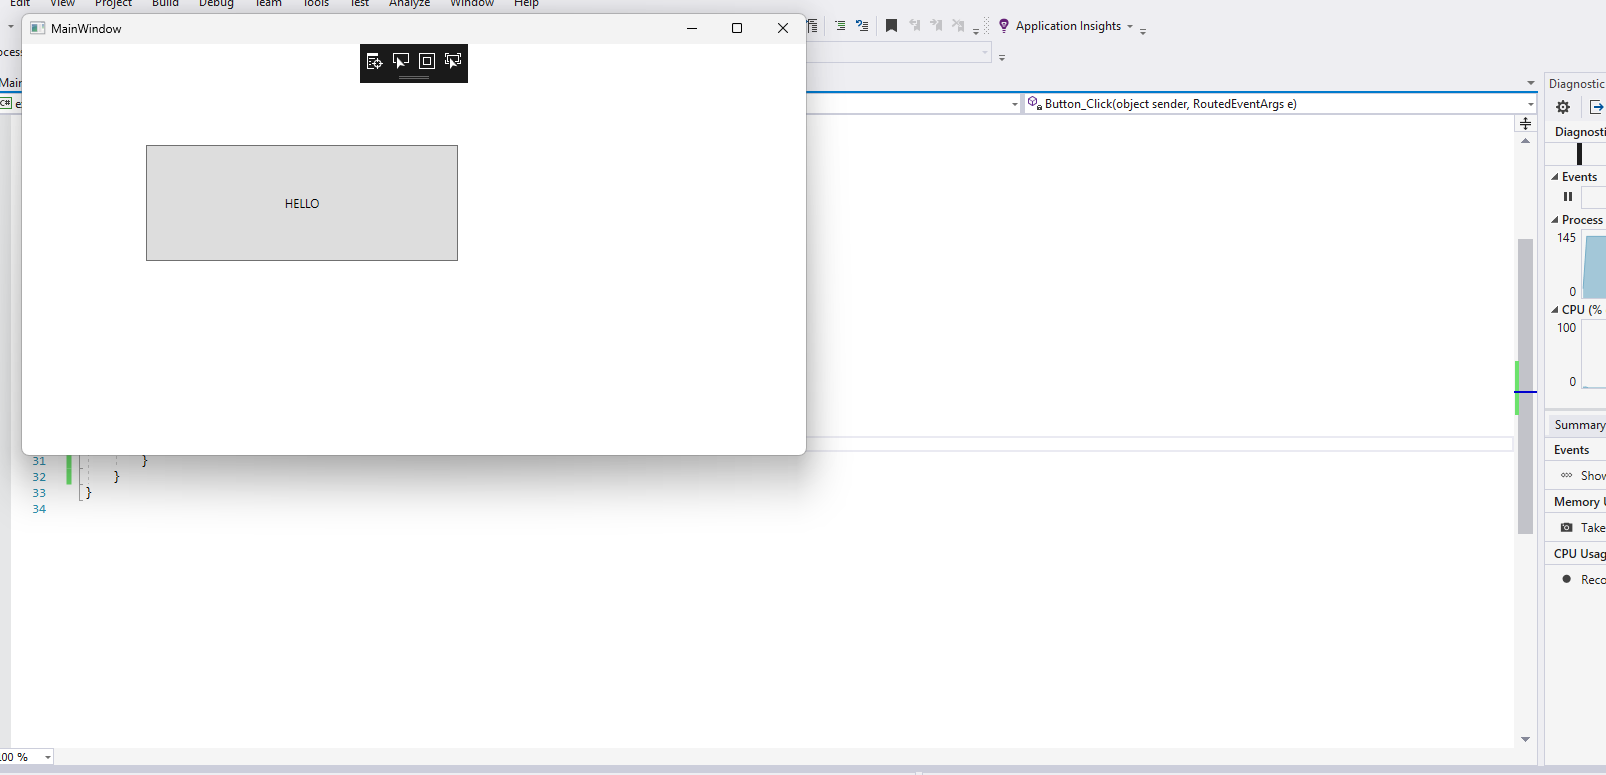 Edit View Project Build Debug Team Tools Test Analyze Window Help
MainWindow
Application Insights
Button_Click(object sender, RoutedEventArgs e)
HELLO
31 }
32 }
33 }
34
Diagnostic
Diagnosti
Events
Process
145
0
CPU (%
100
0
Summary
Events
Show
Memory U
Take
CPU Usag
Reco
00 %